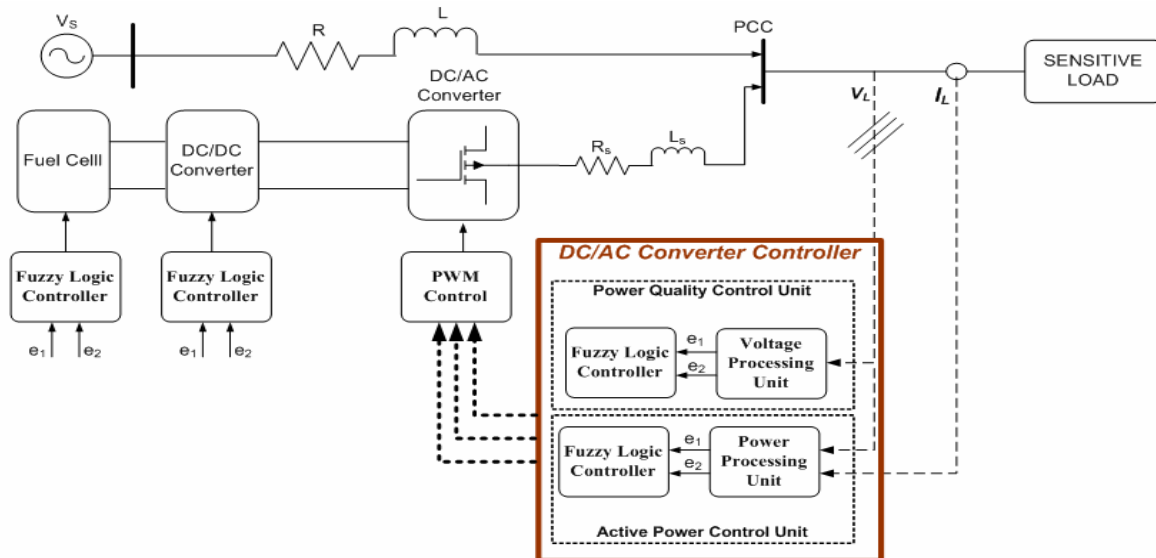 Vs
R
L
PCC
DC/AC
Converter
SENSITIVE
LOAD
VL
IL
Fuel Celll
DC/DC
Converter
Rs
Ls
Fuzzy Logic
Controller
Fuzzy Logic
Controller
PWM
Control
e1
e2
e1
e2
DC/AC Converter Controller
Power Quality Control Unit
Fuzzy Logic
Controller
e1
e2
Voltage
Processing
Unit
Fuzzy Logic
Controller
e1
e2
Power
Processing
Unit
Active Power Control Unit